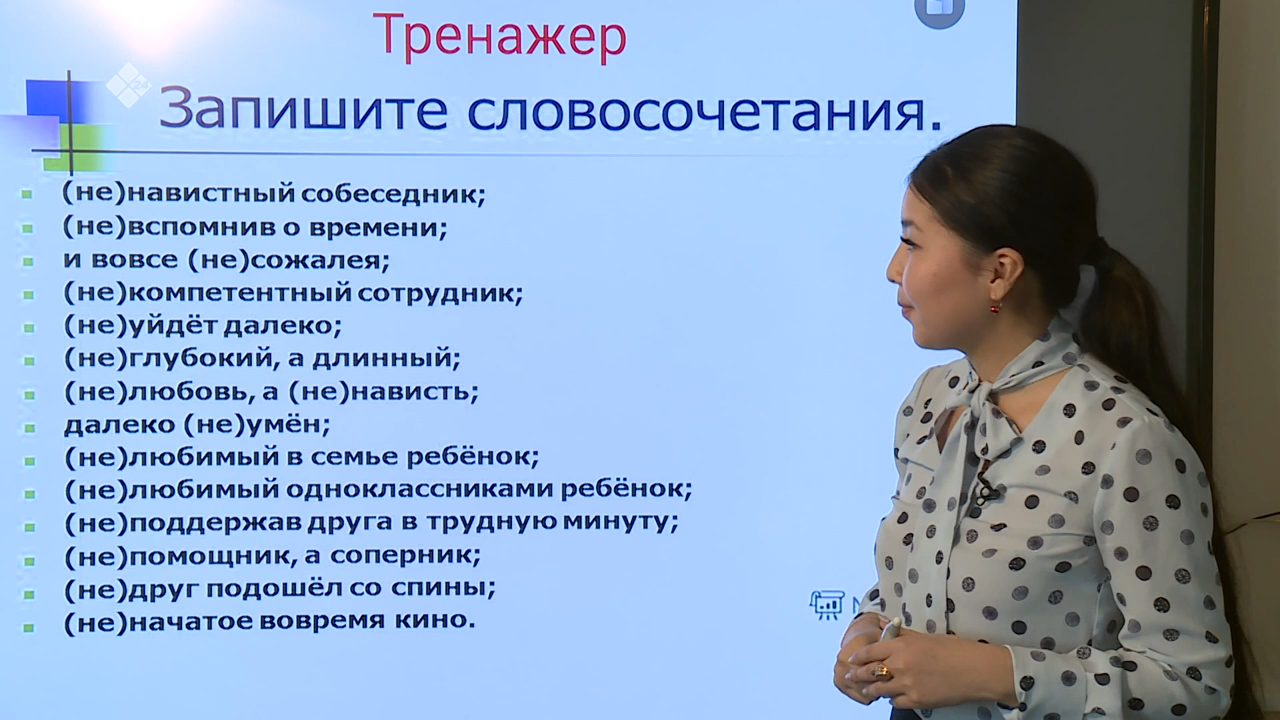 Тренажер
24
Запишите словосочетания.
(не)навистный собеседник;
(не)вспомнив о времени;
и вовсе (не)сожалея;
(не)компетентный сотрудник;
(не)уйдёт далеко;
(не)глубокий, а длинный;
(не)любовь, а (не)нависть;
далеко (не)умён;
(не)любимый в семье ребёнок;
(не)любимый одноклассниками ребёнок;
(не)поддержав друга в трудную минуту;
(не)помощник, а соперник;
(не)друг подошёл со спины;
(не)начатое вовремя кино.